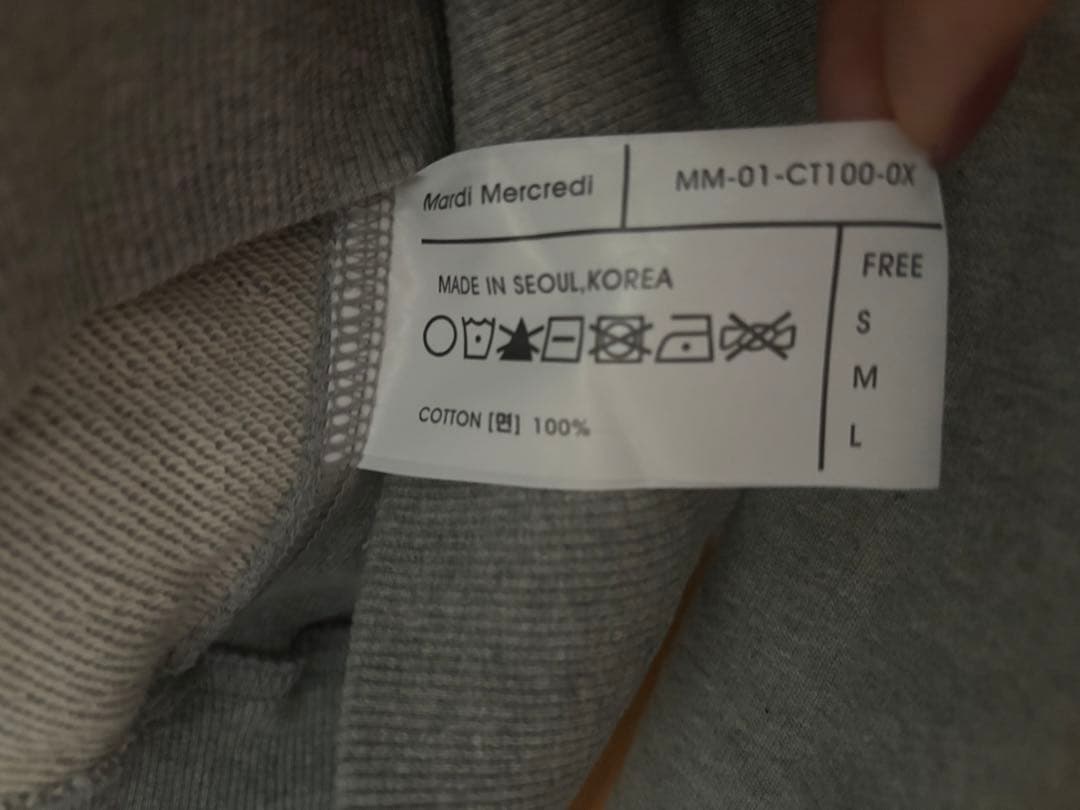 Mardi Mercredi
MM-01-CT100-0X
MADE IN SEOUL,KOREA
COTTON [면] 100%
FREE
S
M
L